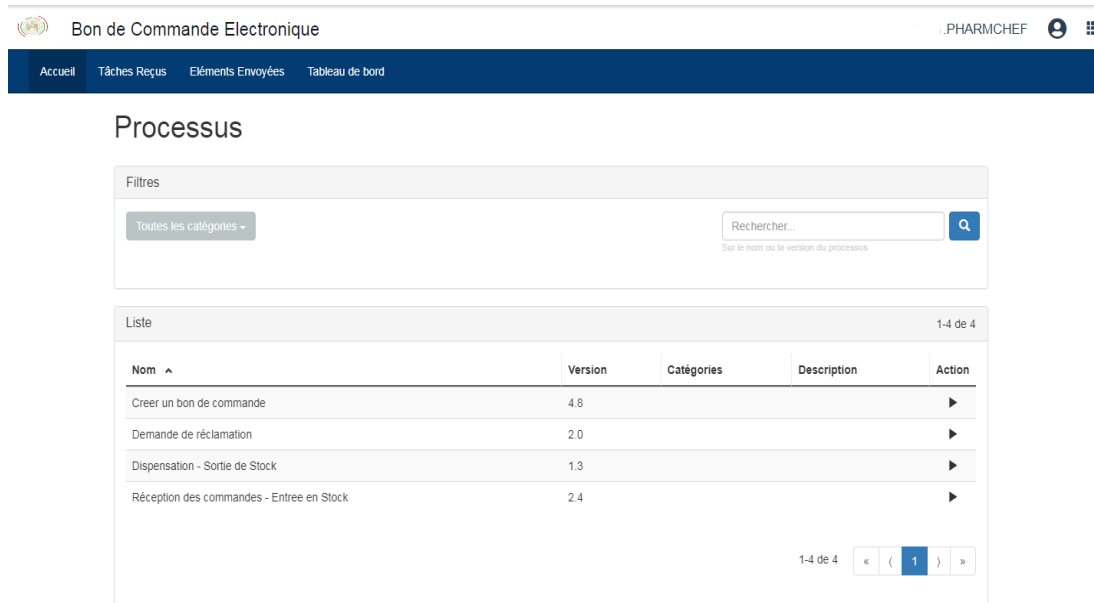 Bon de Commande Electronique
.PHARMCHEF
Accueil Tâches Reçus Eléments Envoyées Tableau de bord
Processus
Filtres
Toutes les catégories
Rechercher...
Sur le nom ou la version du processus
Liste 1-4 de 4
Nom Version Catégories Description Action
Creer un bon de commande 4.8
Demande de réclamation 2.0
Dispensation - Sortie de Stock 1.3
Réception des commandes - Entree en Stock 2.4
1-4 de 4 « ⟨ 1 ⟩ »